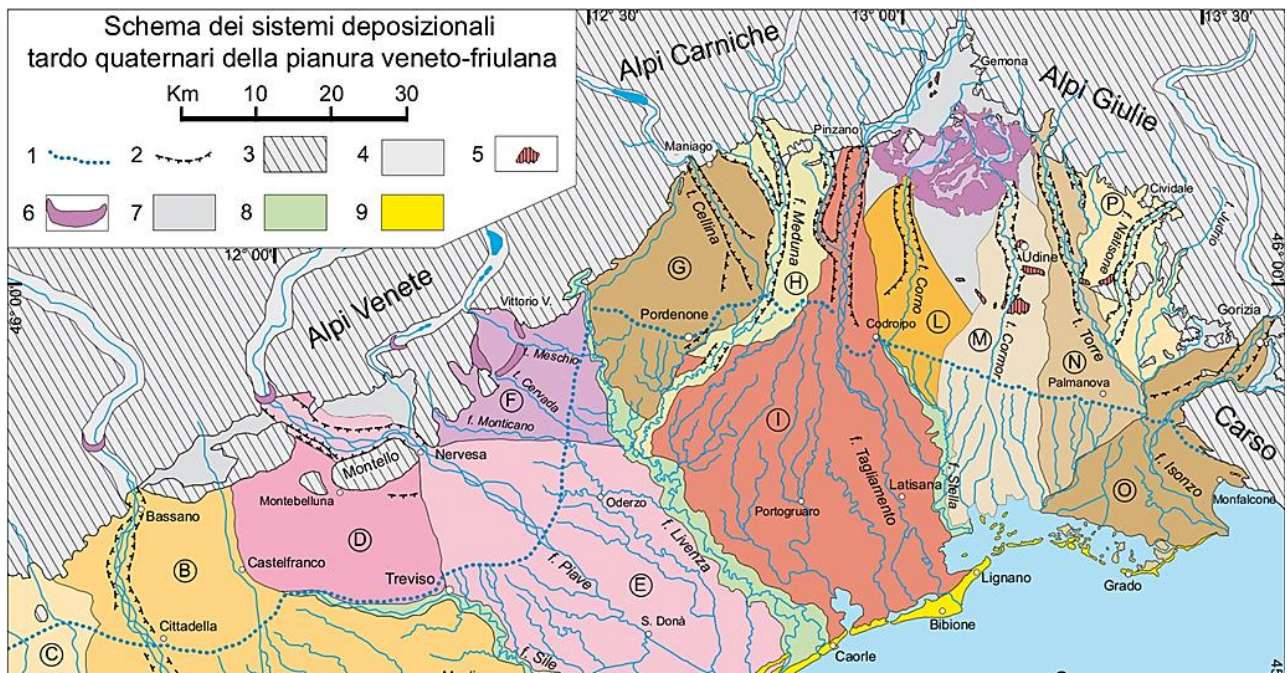 Schema dei sistemi deposizionali
tardo quaternari della pianura veneto-friulana
Km 10 20 30
1 2 3 4 5
6 7 8 9
12° 30'
13° 00'
13° 30'
12° 00'
46° 00'
46° 00'
45
Alpi Carniche
Alpi Giulie
Alpi Venete
Carso
Gemona
Pinzano
Maniago
Cividale
t. Cellina
f. Meduna
P
f. Natisone
t. Judrio
Udine
G
H
t. Corno
Gorizia
Vittorio V.
Pordenone
Codroipo
L
M
t. Cormor
t. Torre
N
Palmanova
f. Meschio
t. Cervada
F
f. Monticano
I
Montello
Nervesa
f. Tagliamento
Latisana
f. Stella
O
f. Isonzo
Monfalcone
Montebelluna
Oderzo
Portogruaro
Bassano
D
f. Livenza
B
Castelfranco
Treviso
f. Piave
E
Lignano
Grado
Cittadella
S. Donà
Bibione
C
f. Sile
Caorle